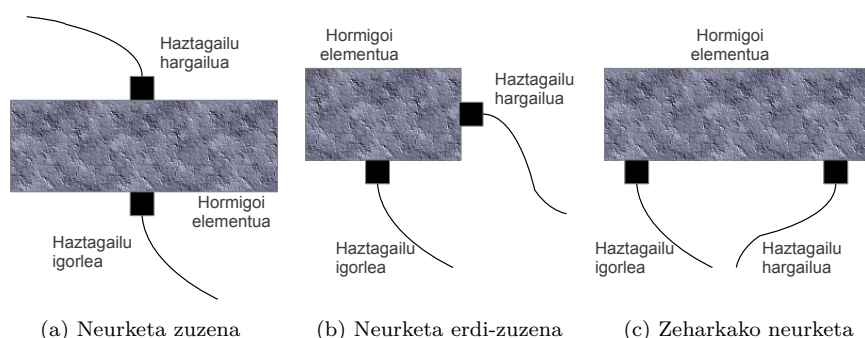 Haztagailu
hargailua
Hormigoi
elementua
Haztagailu
igorlea
(a) Neurketa zuzena
Hormigoi
elementua
Haztagailu
hargailua
Haztagailu
igorlea
(b) Neurketa erdi-zuzena
Hormigoi
elementua
Haztagailu
igorlea
Haztagailu
hargailua
(c) Zeharkako neurketa